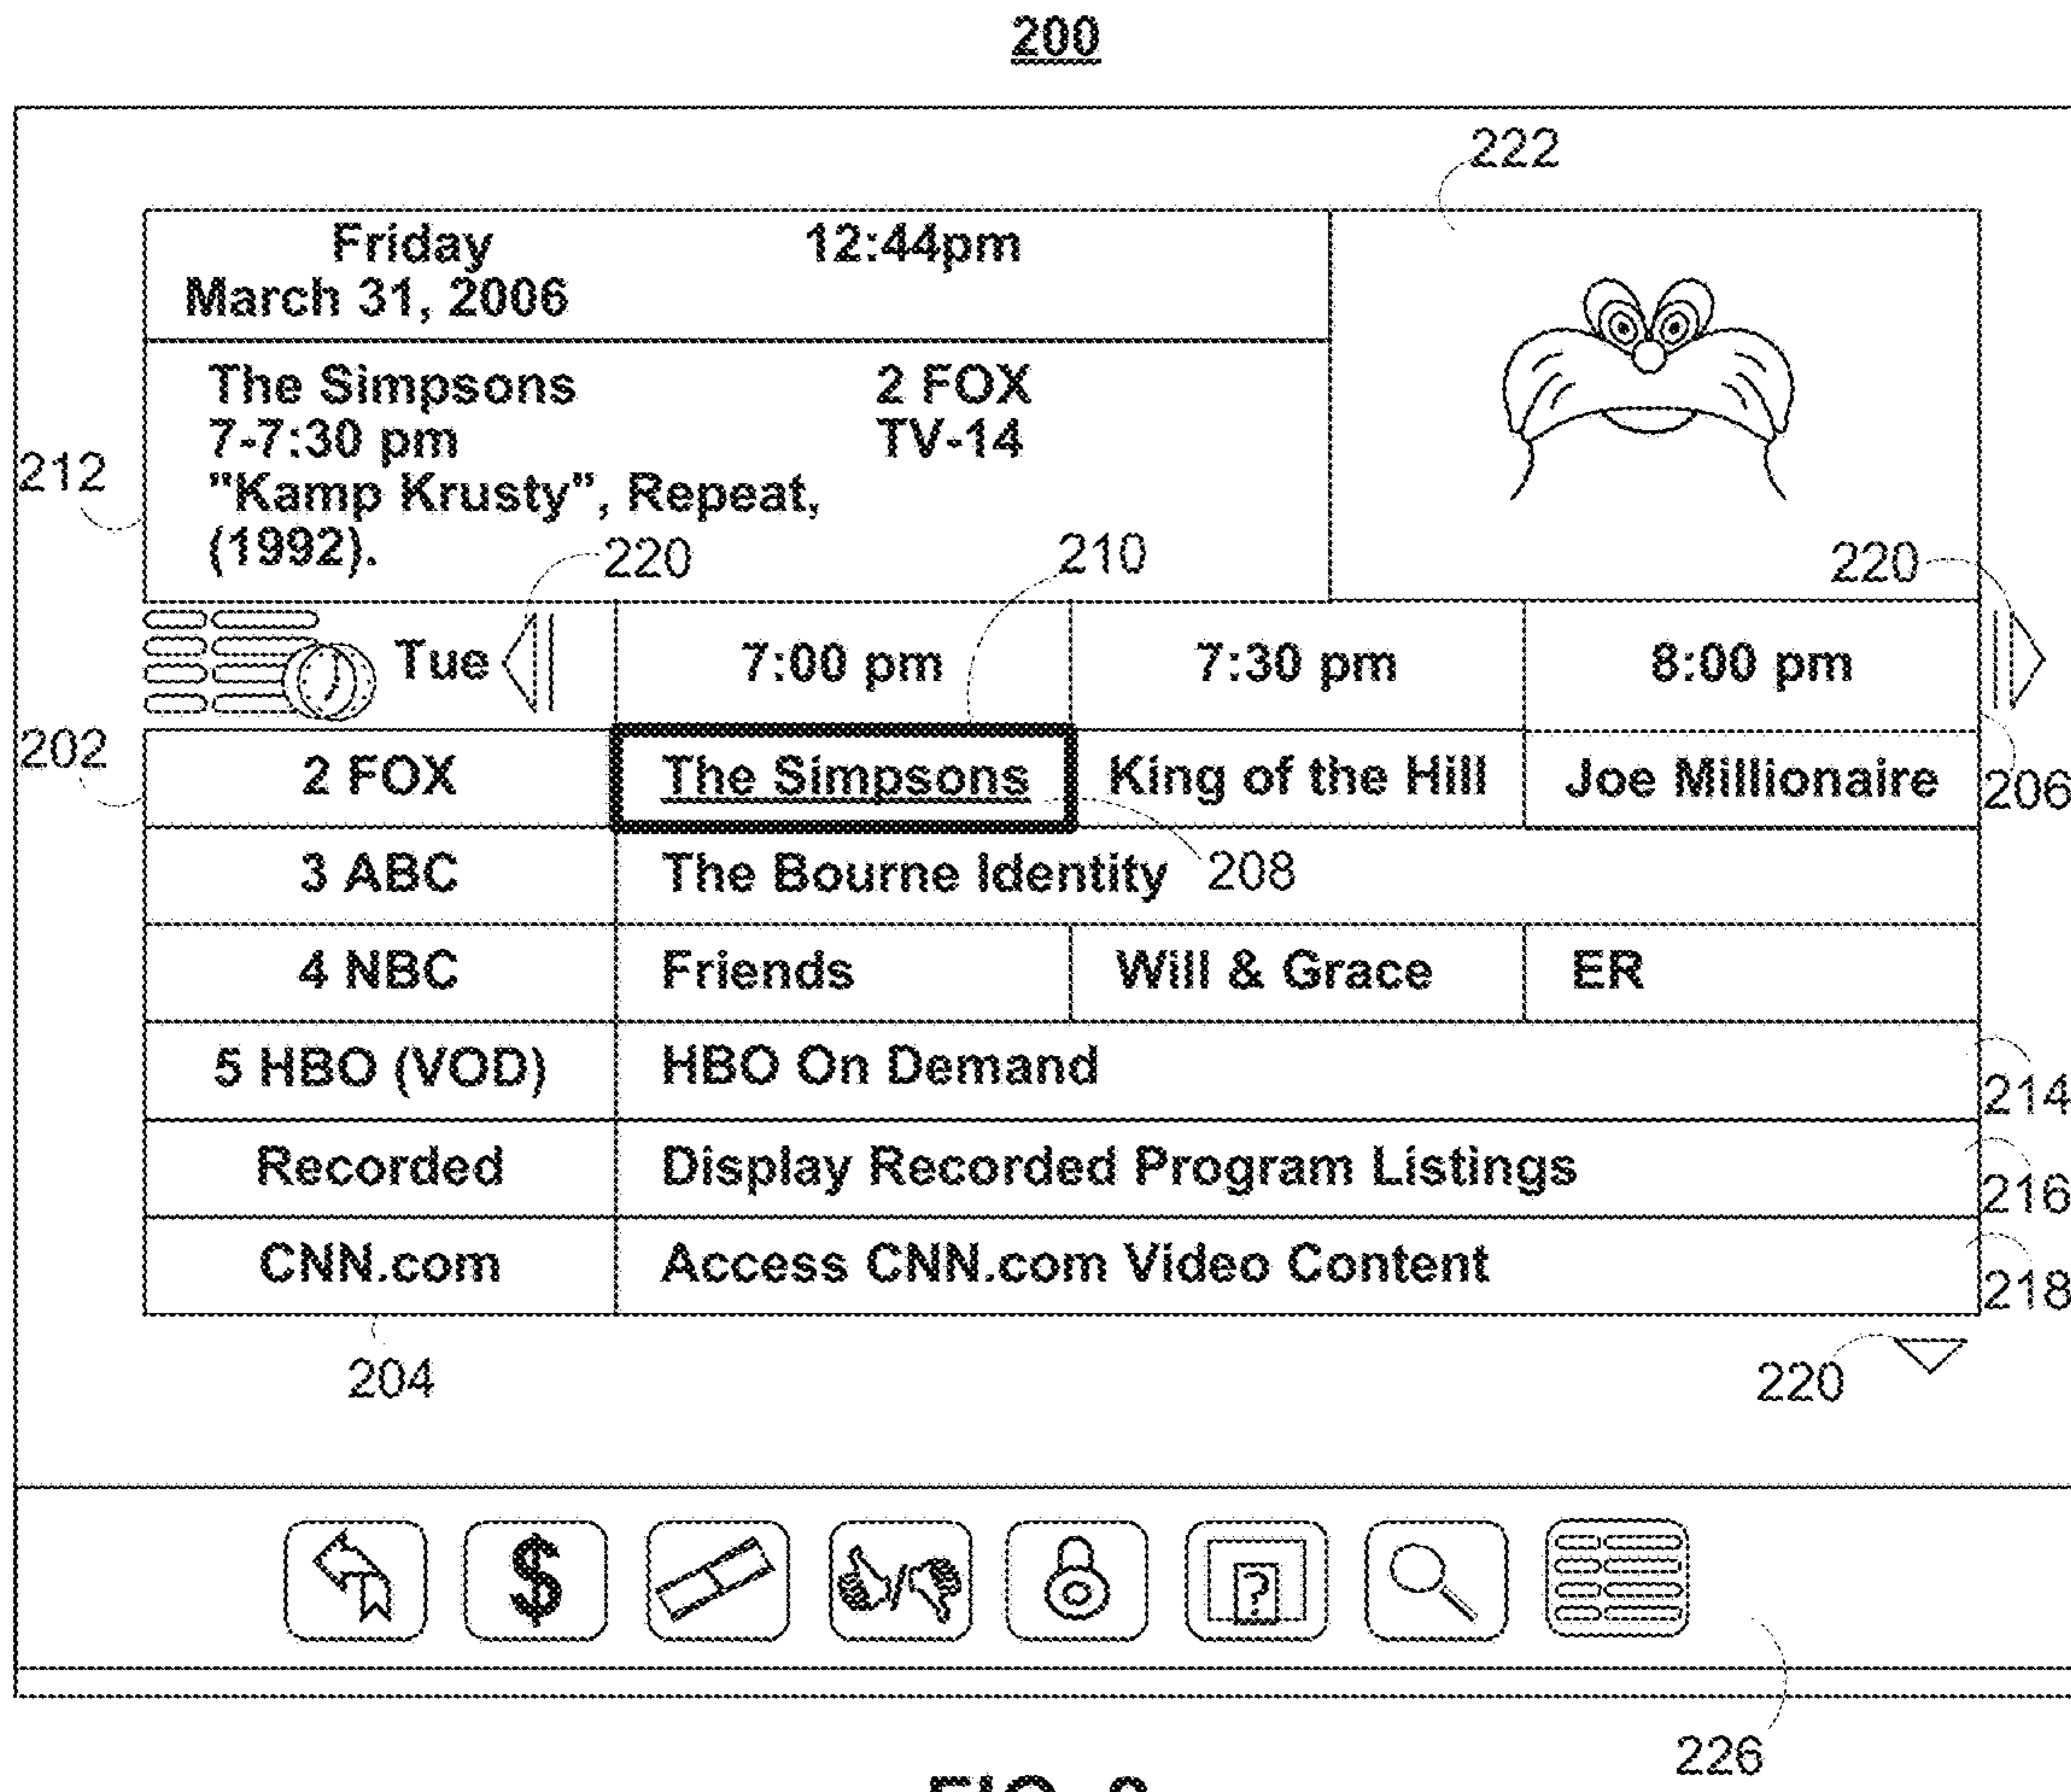 200
222
Friday 12:44pm
March 31, 2006
The Simpsons 2 FOX
7-7:30 pm TV-14
212
"Kamp Krusty", Repeat,
(1992).
220 210 220
Tue 7:00 pm 7:30 pm 8:00 pm
202
2 FOX The Simpsons King of the Hill Joe Millionaire
206
3 ABC The Bourne Identity 208
4 NBC Friends Will & Grace ER
5 HBO (VOD) HBO On Demand
214
Recorded Display Recorded Program Listings
216
CNN.com Access CNN.com Video Content
218
204 220
$ / ?
226